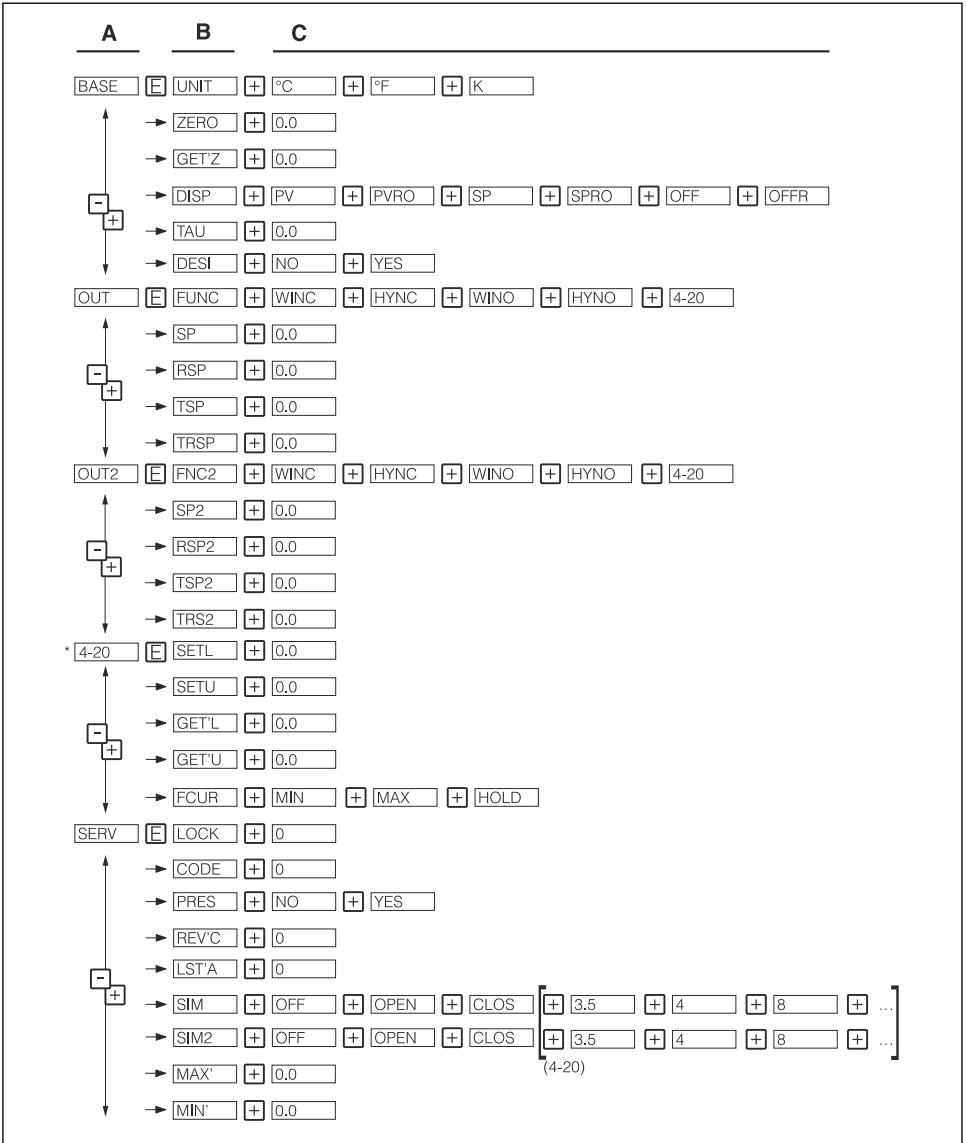 A B C
BASE E UNIT + °C + °F + K
ZERO + 0.0
GET'Z + 0.0
DISP + PV + PVRO + SP + SPRO + OFF + OFFR
- +
TAU + 0.0
DESI + NO + YES
OUT E FUNC + WINC + HYNC + WINO + HYNO + 4-20
SP + 0.0
RSP + 0.0
- +
TSP + 0.0
TRSP + 0.0
OUT2 E FNC2 + WINC + HYNC + WINO + HYNO + 4-20
SP2 + 0.0
RSP2 + 0.0
- +
TSP2 + 0.0
TRS2 + 0.0
* 4-20 E SETL + 0.0
SETU + 0.0
GET'L + 0.0
- +
GET'U + 0.0
FCUR + MIN + MAX + HOLD
SERV E LOCK + 0
CODE + 0
PRES + NO + YES
REV'C + 0
LST'A + 0
- +
SIM + OFF + OPEN + CLOS [ + 3.5 + 4 + 8 + ... ]
SIM2 + OFF + OPEN + CLOS [ + 3.5 + 4 + 8 + ... ]
(4-20)
MAX' + 0.0
MIN' + 0.0